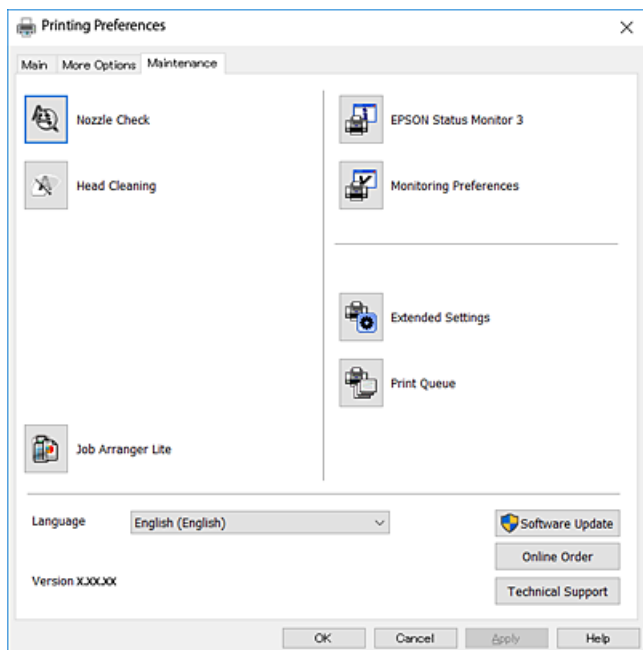 Printing Preferences
Main
More Options
Maintenance
Nozzle Check
Head Cleaning
Job Arranger Lite
EPSON Status Monitor 3
Monitoring Preferences
Extended Settings
Print Queue
Language
English (English)
Software Update
Online Order
Version X.XX.XX
Technical Support
OK
Cancel
Apply
Help